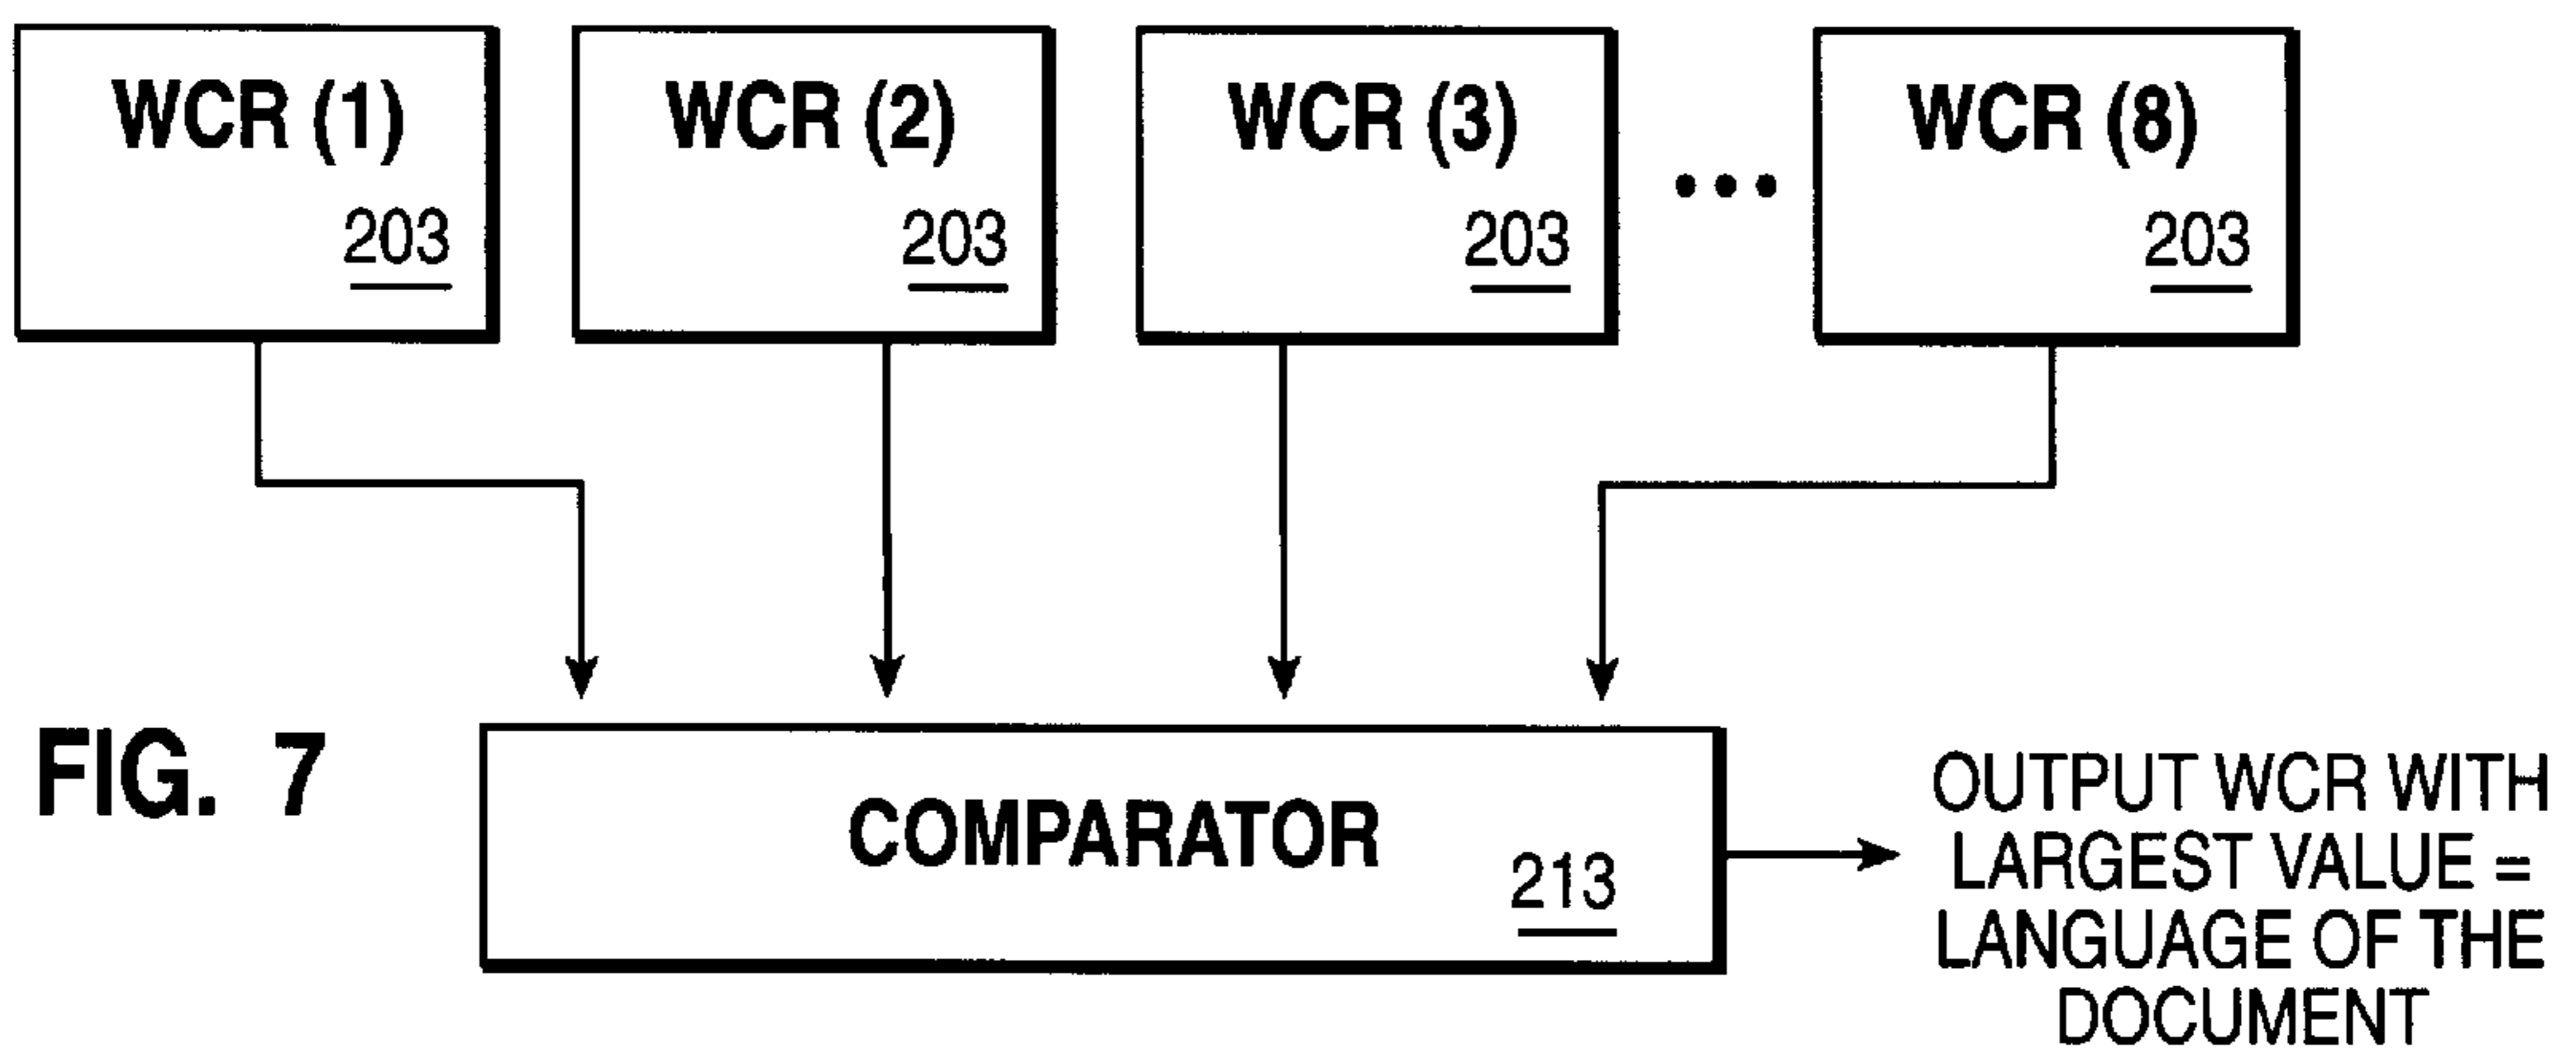 WCR (1)
203
WCR (2)
203
WCR (3)
203
•••
WCR (8)
203
FIG. 7
COMPARATOR
213
OUTPUT WCR WITH
LARGEST VALUE =
LANGUAGE OF THE
DOCUMENT